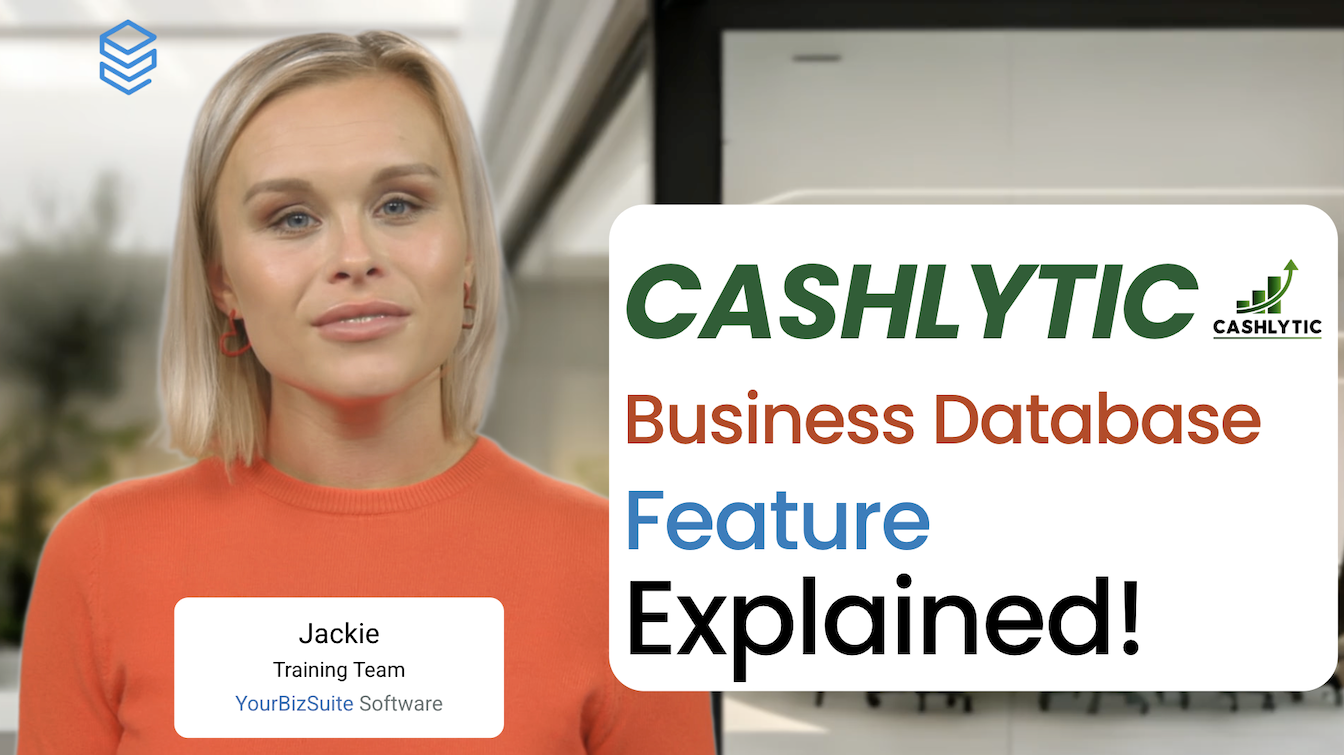 CASHLYTIC
CASHLYTIC
Business Database
Feature
Explained!
Jackie
Training Team
YourBizSuite Software